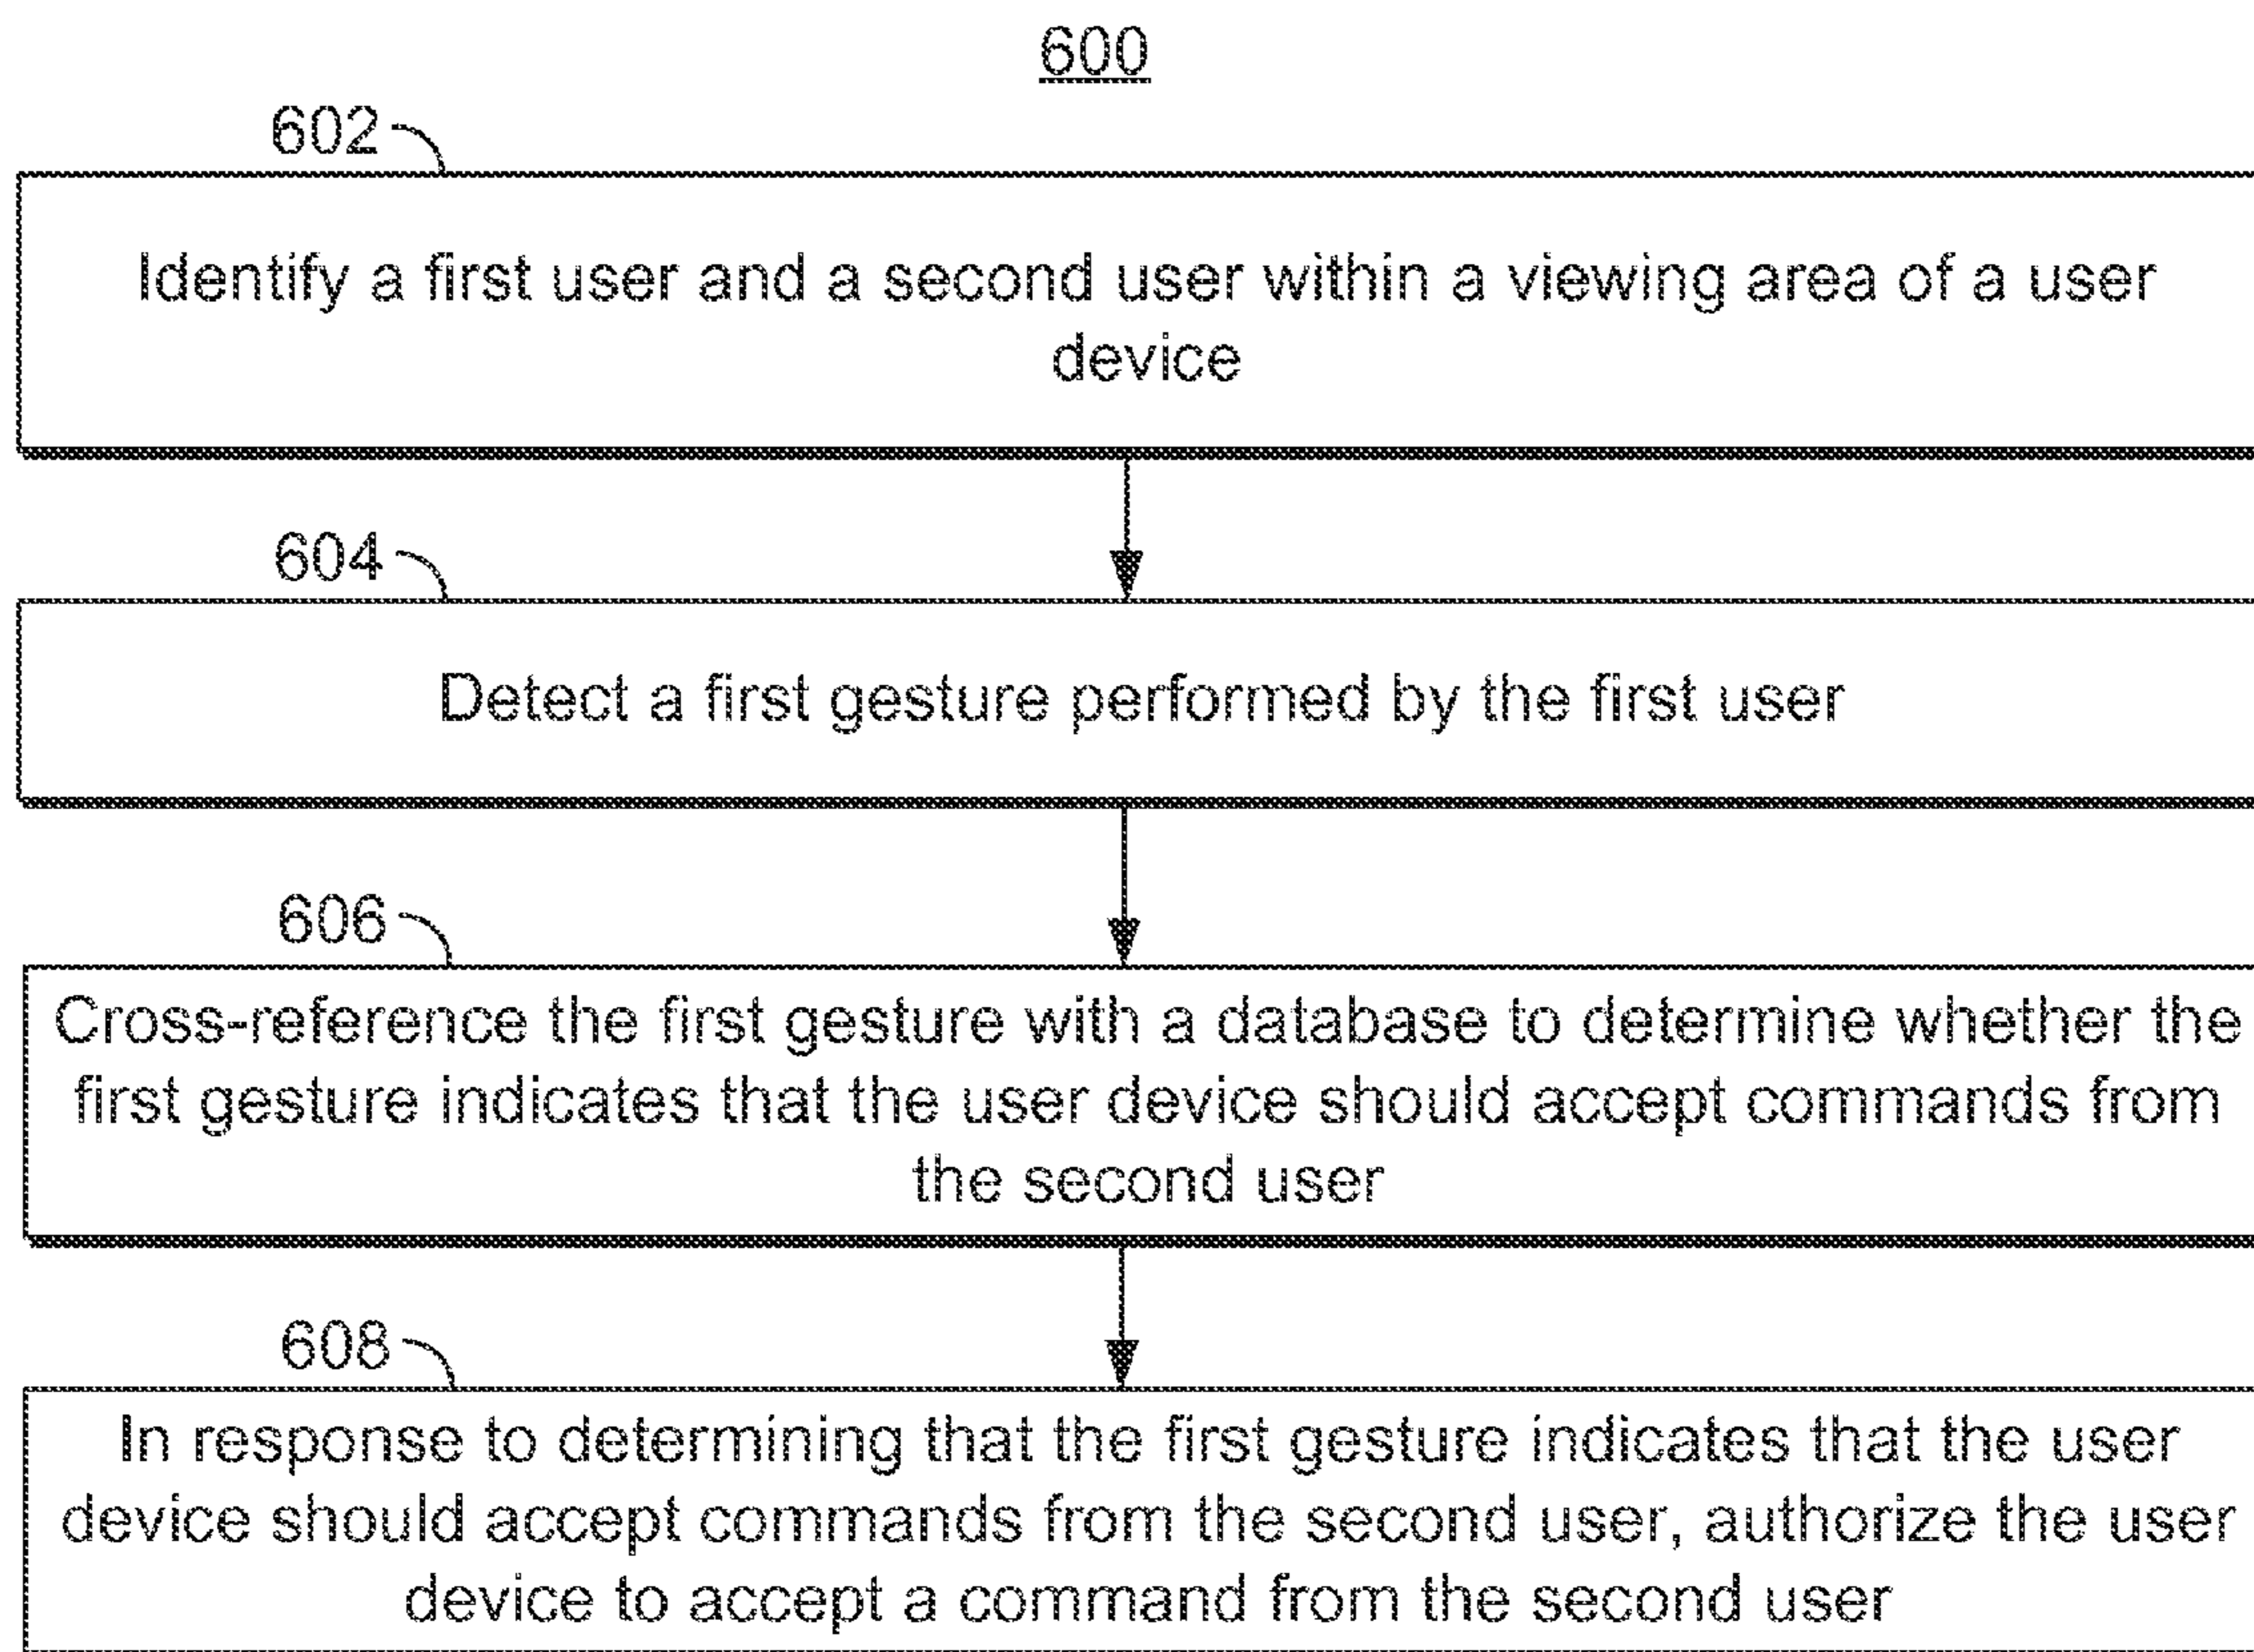 600
602
Identify a first user and a second user within a viewing area of a user
device
604
Detect a first gesture performed by the first user
606
Cross-reference the first gesture with a database to determine whether the
first gesture indicates that the user device should accept commands from
the second user
608
In response to determining that the first gesture indicates that the user
device should accept commands from the second user, authorize the user
device to accept a command from the second user